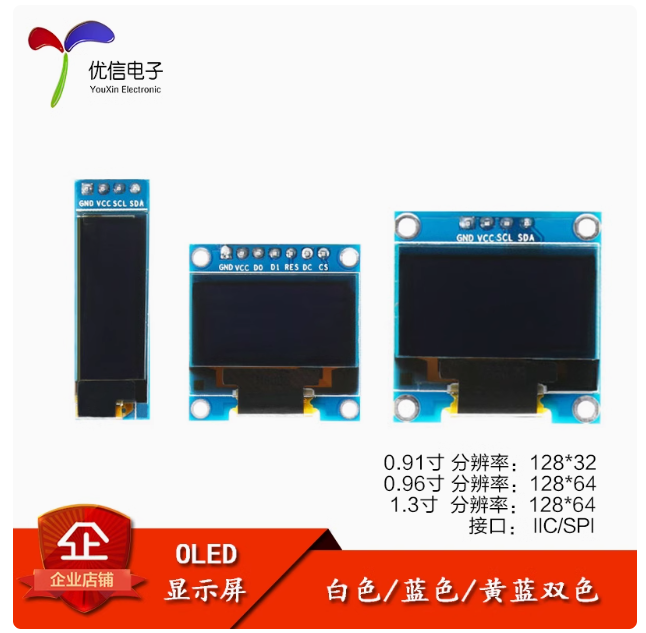 优信电子
YouXin Electronic
GND VCC SCL SDA
GND VCC D0 D1 RES DC CS
GND VCC SCL SDA
0.91寸 分辨率：128*32
0.96寸 分辨率：128*64
1.3寸 分辨率：128*64
接口： IIC/SPI
企
企业店铺
OLED
显示屏
白色/蓝色/黄蓝双色